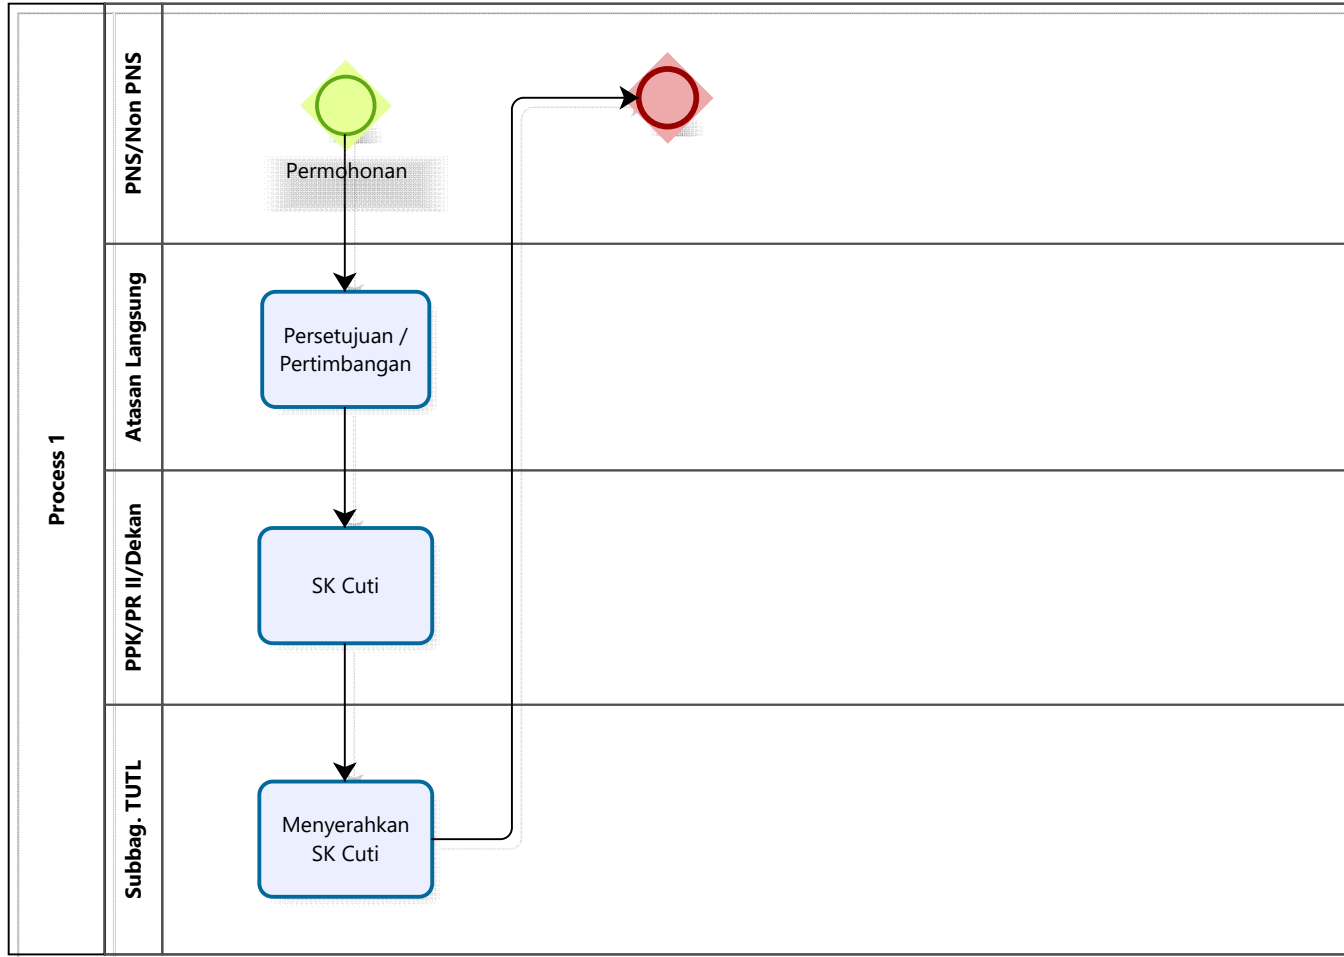 Process 1
PNS/Non PNS
Permohonan
Atasan Langsung
Persetujuan /
Pertimbangan
PPK/PR II/Dekan
SK Cuti
Subbag. TUTL
Menyerahkan
SK Cuti